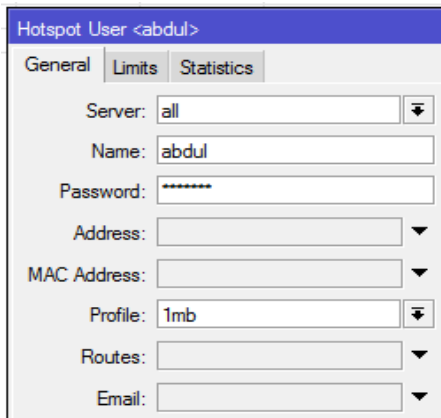 Hotspot User <abdul>
General Limits Statistics
Server: all
Name: abdul
Password: *******
Address:
MAC Address:
Profile: 1mb
Routes:
Email: